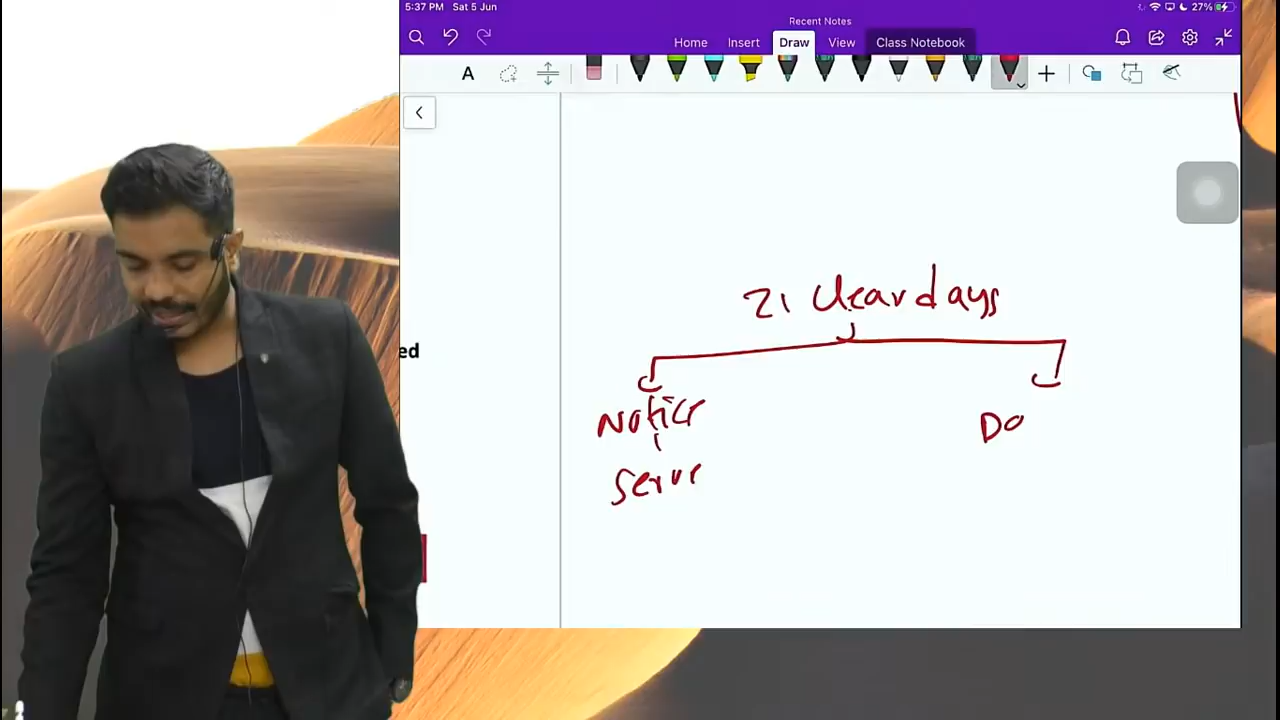 5:37 PM Sat 5 Jun
27%
Recent Notes
Home Insert Draw View Class Notebook
A
ed
21 Clear days
Notice
Serve
Do